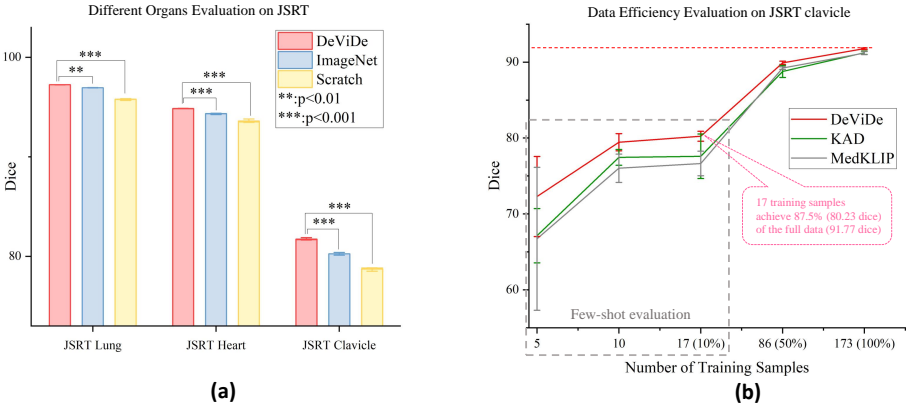 Different Organs Evaluation on JSRT
100
80
Dice
***
**
***
***
***
***
DeViDe
ImageNet
Scratch
**:p<0.01
***:p<0.001
JSRT Lung
JSRT Heart
JSRT Clavicle
(a)
Data Efficiency Evaluation on JSRT clavicle
90
80
70
60
Dice
DeViDe
KAD
MedKLIP
17 training samples
achieve 87.5% (80.23 dice)
of the full data (91.77 dice)
Few-shot evaluation
5
10
17 (10%)
86 (50%)
173 (100%)
Number of Training Samples
(b)